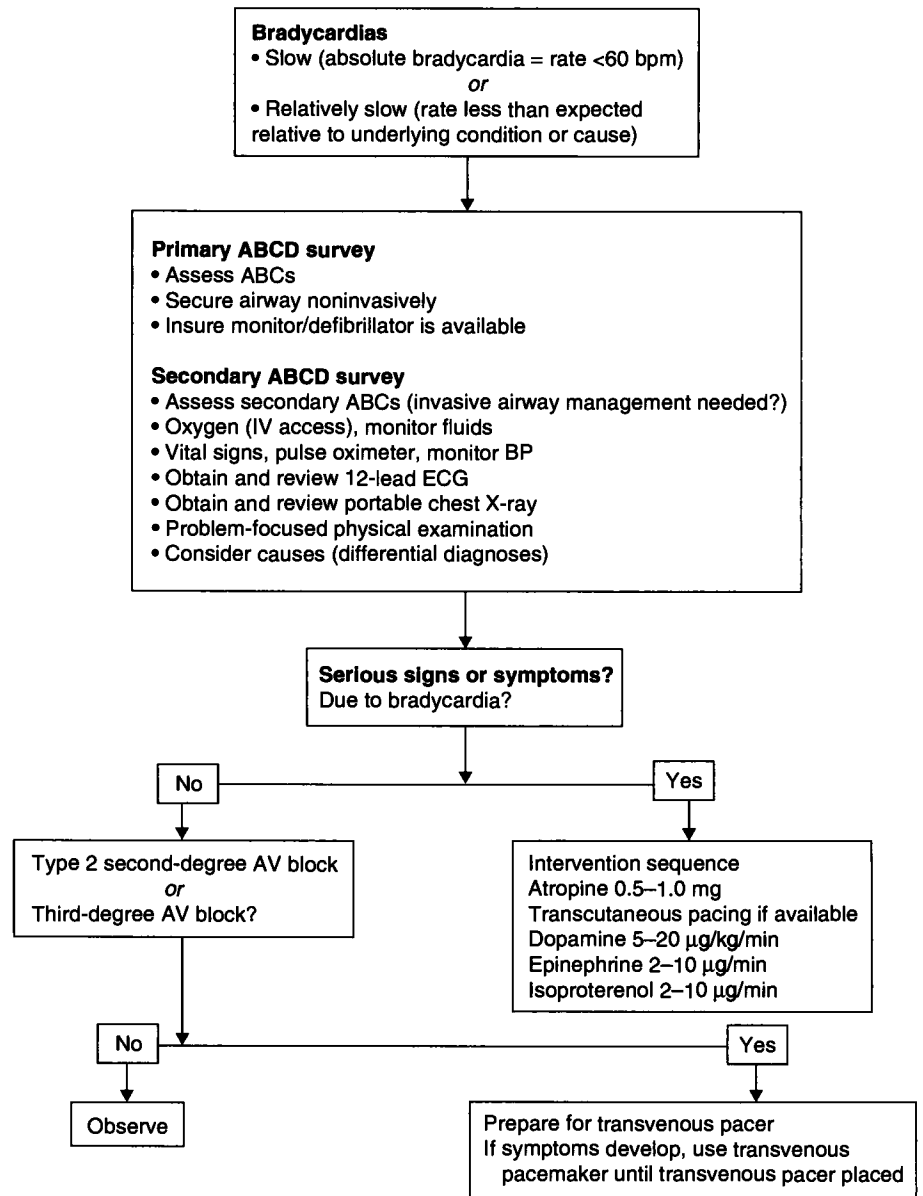 Bradycardias
• Slow (absolute bradycardia = rate <60 bpm)
or
• Relatively slow (rate less than expected
relative to underlying condition or cause)
Primary ABCD survey
• Assess ABCs
• Secure airway noninvasively
• Insure monitor/defibrillator is available
Secondary ABCD survey
• Assess secondary ABCs (invasive airway management needed?)
• Oxygen (IV access), monitor fluids
• Vital signs, pulse oximeter, monitor BP
• Obtain and review 12-lead ECG
• Obtain and review portable chest X-ray
• Problem-focused physical examination
• Consider causes (differential diagnoses)
Serious signs or symptoms?
Due to bradycardia?
No
Yes
Type 2 second-degree AV block
or
Third-degree AV block?
Intervention sequence
Atropine 0.5–1.0 mg
Transcutaneous pacing if available
Dopamine 5–20 μg/kg/min
Epinephrine 2–10 μg/min
Isoproterenol 2–10 μg/min
No
Yes
Observe
Prepare for transvenous pacer
If symptoms develop, use transvenous
pacemaker until transvenous pacer placed